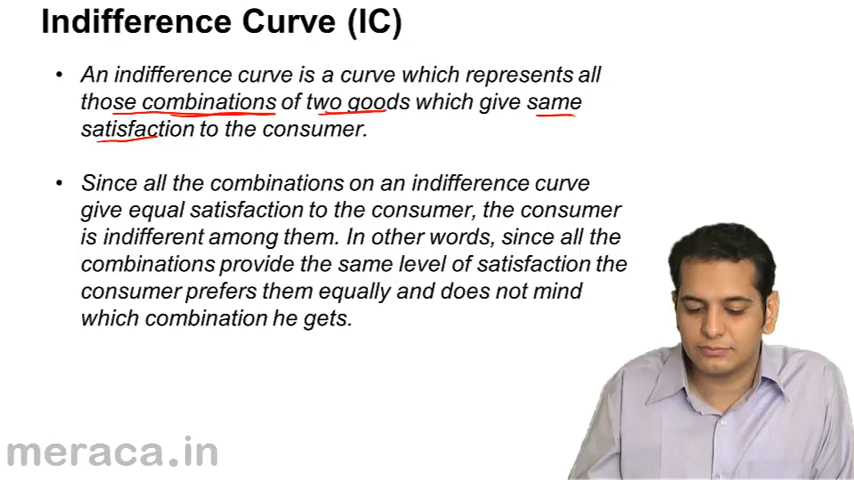 Indifference Curve (IC)
• An indifference curve is a curve which represents all
those combinations of two goods which give same
satisfaction to the consumer.
• Since all the combinations on an indifference curve
give equal satisfaction to the consumer, the consumer
is indifferent among them. In other words, since all the
combinations provide the same level of satisfaction the
consumer prefers them equally and does not mind
which combination he gets.
meraca.in